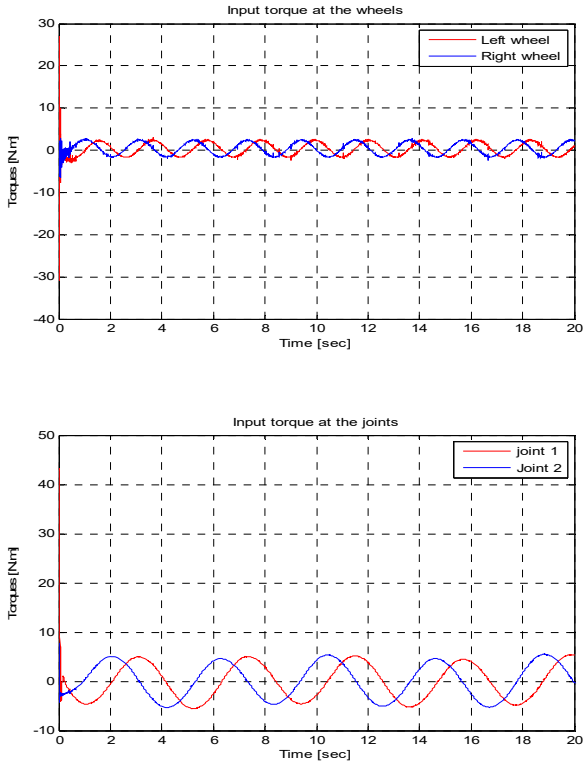 Input torque at the wheels
30
20
10
0
-10
-20
-30
-40
Torques [N.m]
Left wheel
Right wheel
0 2 4 6 8 10 12 14 16 18 20
Time [sec]
Input torque at the joints
50
40
30
20
10
0
-10
Torques [N.m]
joint 1
Joint 2
0 2 4 6 8 10 12 14 16 18 20
Time [sec]